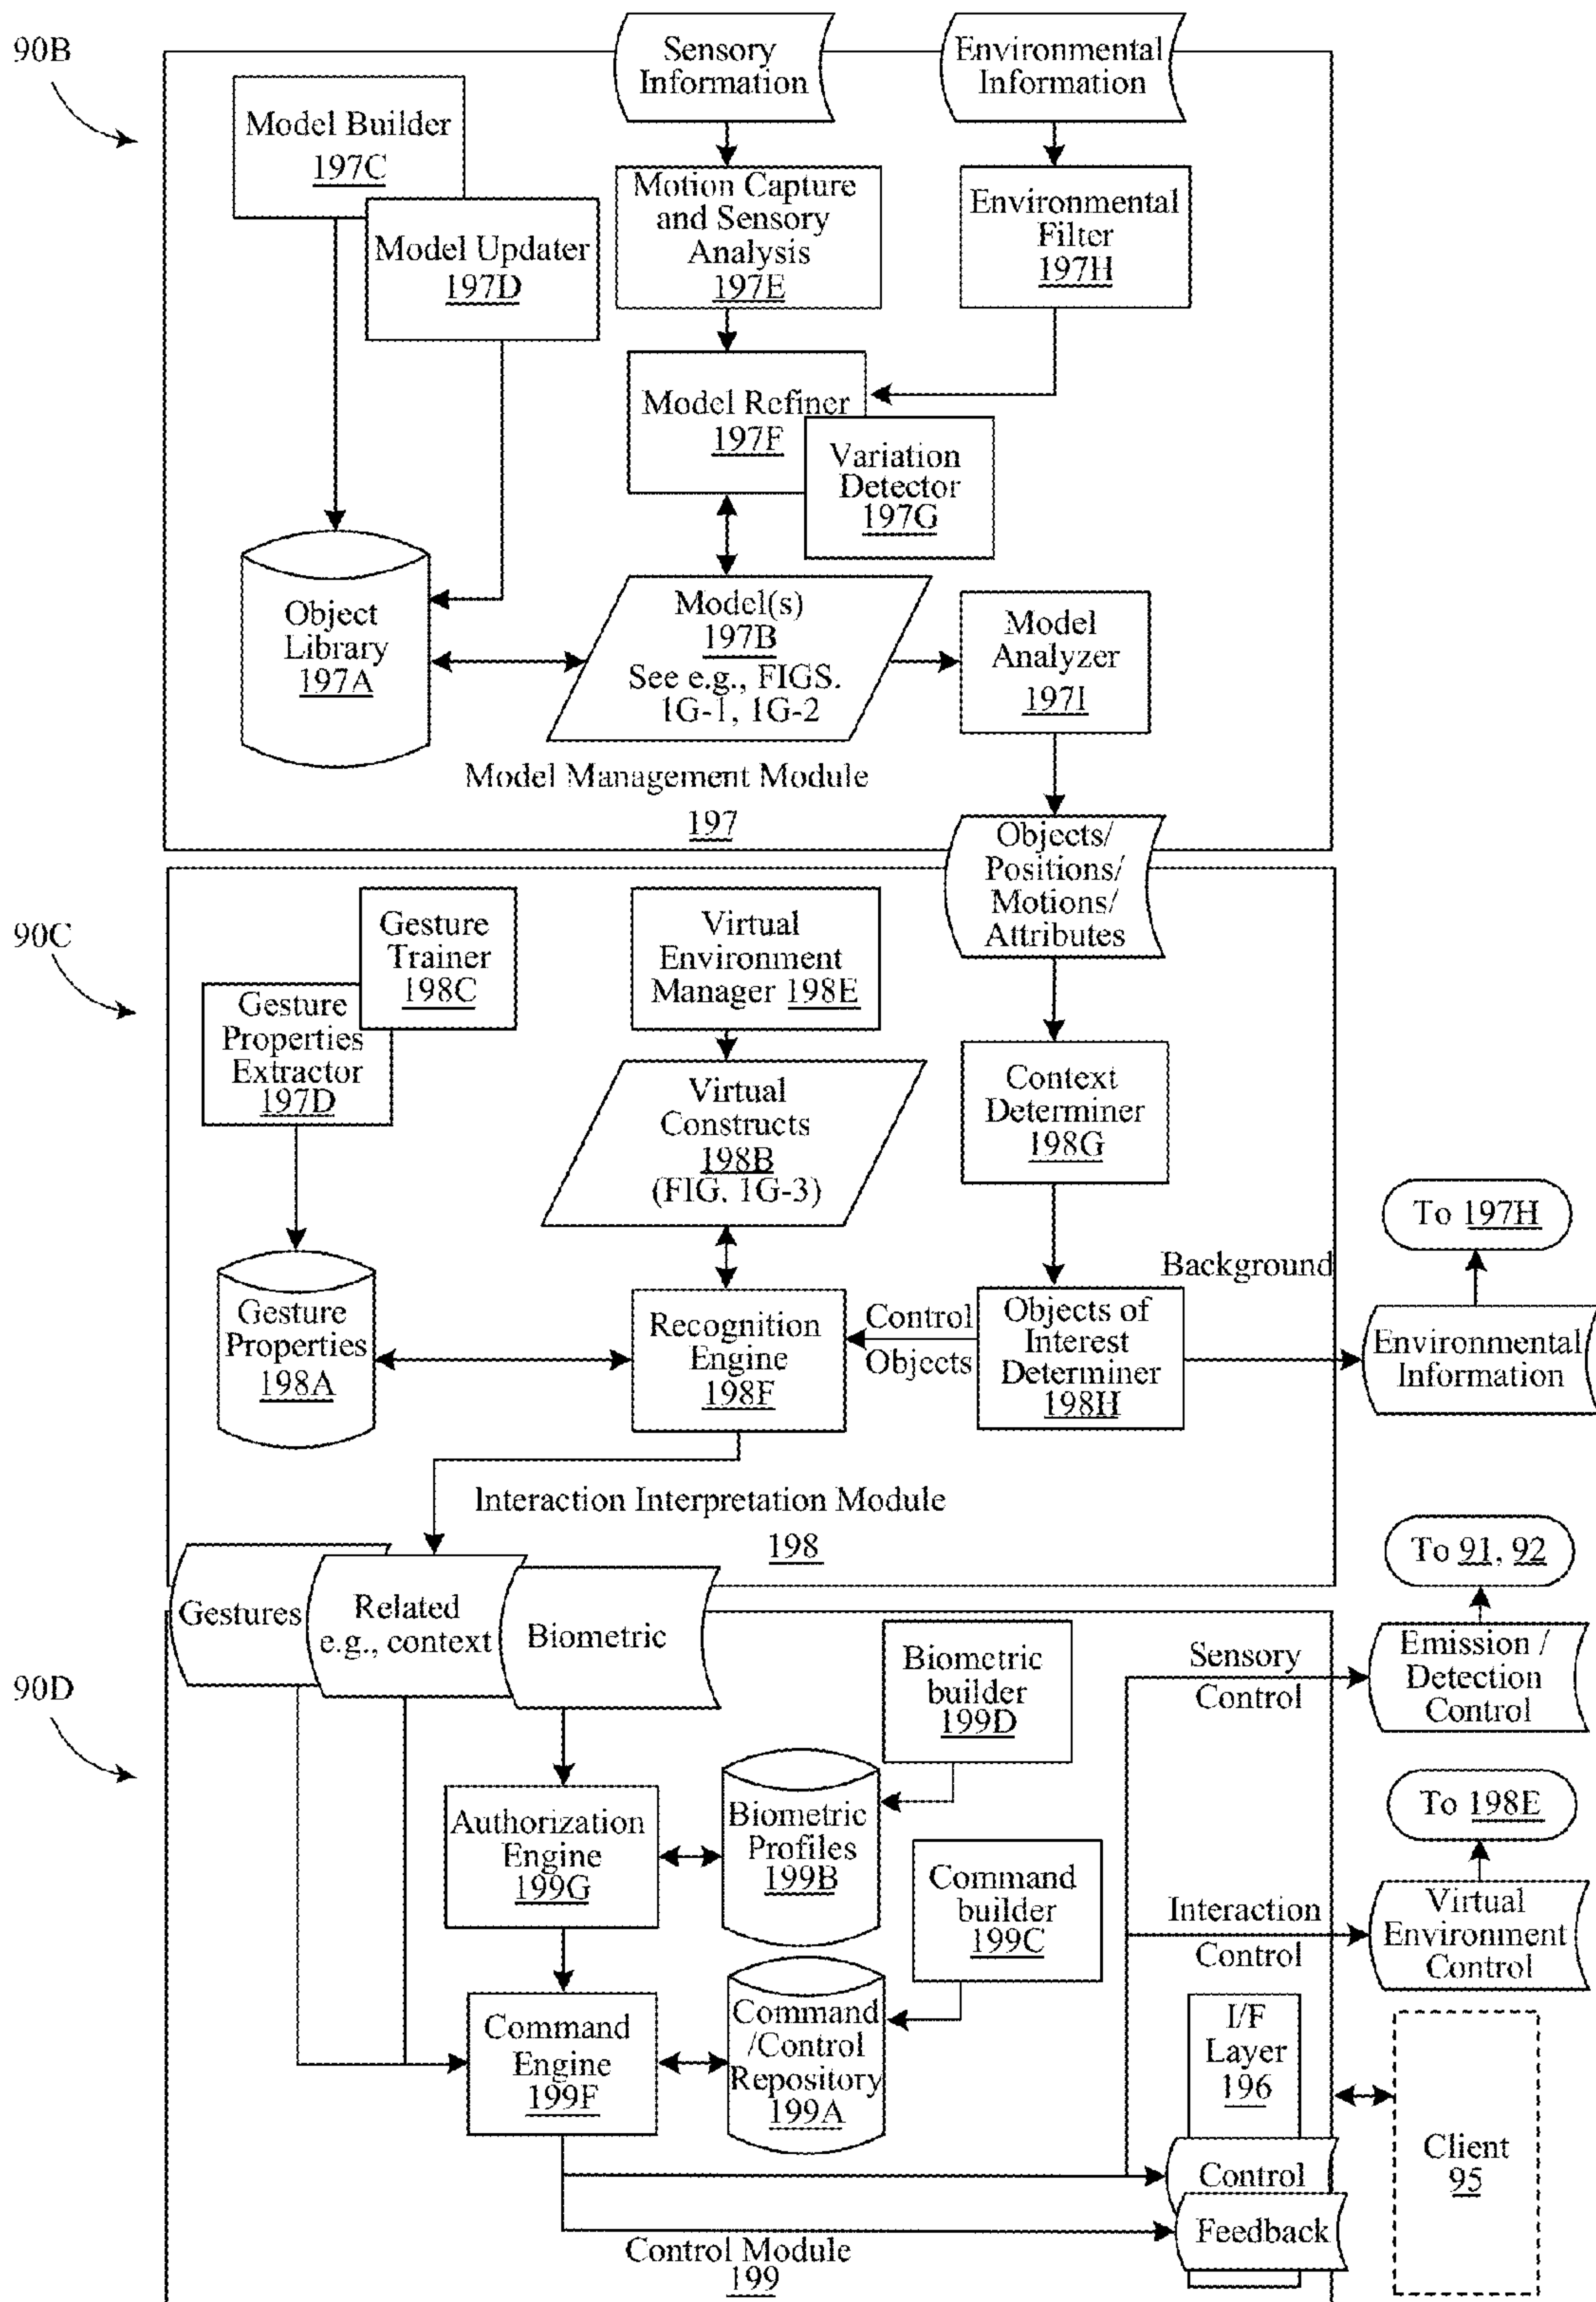 90B
Sensory
Information
Environmental
Information
Model Builder
197C
Model Updater
197D
Motion Capture
and Sensory
Analysis
197E
Environmental
Filter
197H
Model Refiner
197F
Variation
Detector
197G
Object
Library
197A
Model(s)
197B
See e.g., FIGS.
1G-1, 1G-2
Model
Analyzer
197I
Model Management Module
197
Objects/
Positions/
Motions/
Attributes
90C
Gesture
Trainer
198C
Gesture
Properties
Extractor
197D
Virtual
Environment
Manager 198E
Virtual
Constructs
198B
(FIG. 1G-3)
Context
Determiner
198G
To 197H
Background
Gesture
Properties
198A
Recognition
Engine
198F
Control
Objects
Objects of
Interest
Determiner
198H
Environmental
Information
Interaction Interpretation Module
198
To 91, 92
Gestures
Related
e.g., context
Biometric
90D
Biometric
builder
199D
Sensory
Control
Emission /
Detection
Control
Authorization
Engine
199G
Biometric
Profiles
199B
To 198E
Command
builder
199C
Interaction
Control
Virtual
Environment
Control
Command
Engine
199F
Command
/Control
Repository
199A
I/F
Layer
196
Control
Feedback
Client
95
Control Module
199